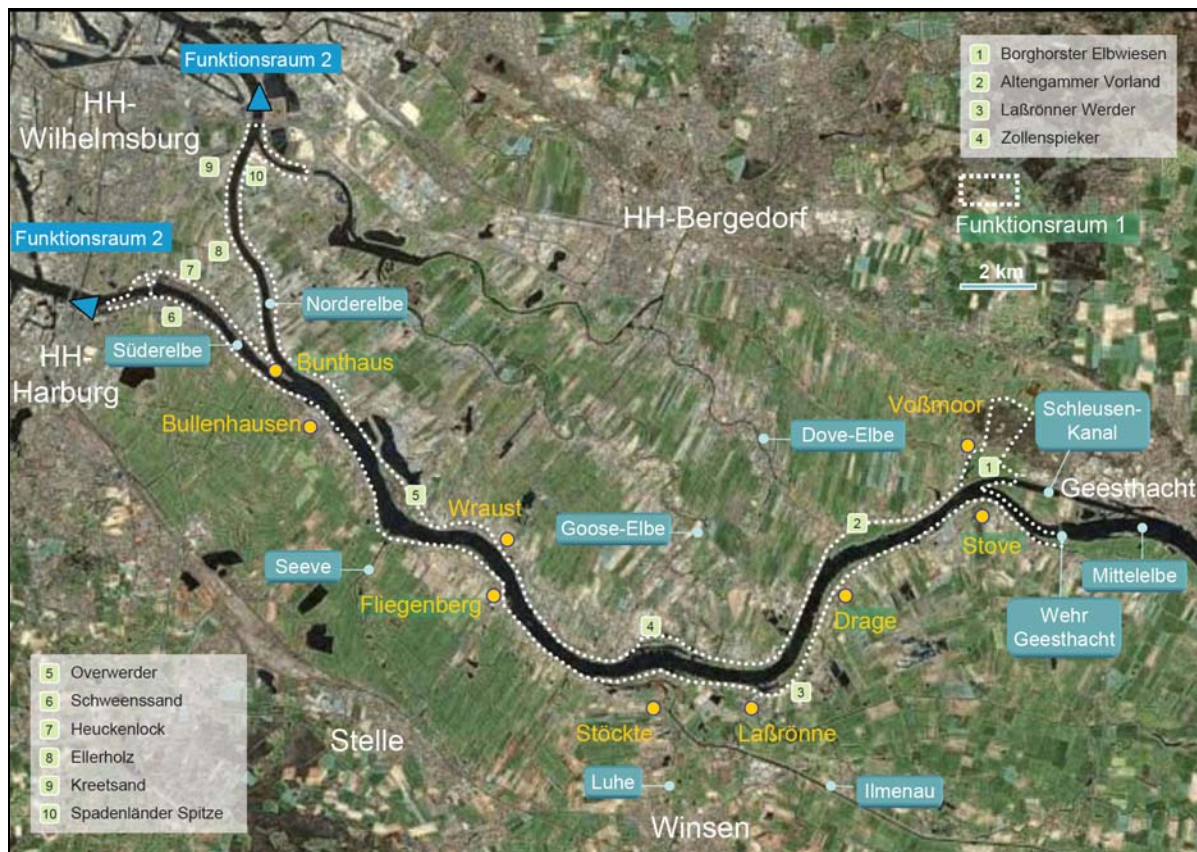 Funktionsraum 2
HH-
Wilhelmsburg
9
10
1 Borghorster Elbwiesen
2 Altengammer Vorland
3 Laßrönner Werder
4 Zollenspieker
Funktionsraum 1
2 km
HH-Bergedorf
Funktionsraum 2
8
7
6
Norderelbe
Süderelbe
HH-
Harburg
Bunthaus
Bullenhausen
Voßmoor
Schleusen-
Kanal
Dove-Elbe
1
Geesthacht
5
Wraust
2
Goose-Elbe
Stove
Seeve
Mittelelbe
Fliegenberg
Drage
Wehr
Geesthacht
4
3
5 Overwerder
6 Schweenssand
7 Heuckenlock
8 Ellerholz
9 Kreetsand
10 Spadenländer Spitze
Stelle
Stöckte
Laßrönne
Luhe
Ilmenau
Winsen